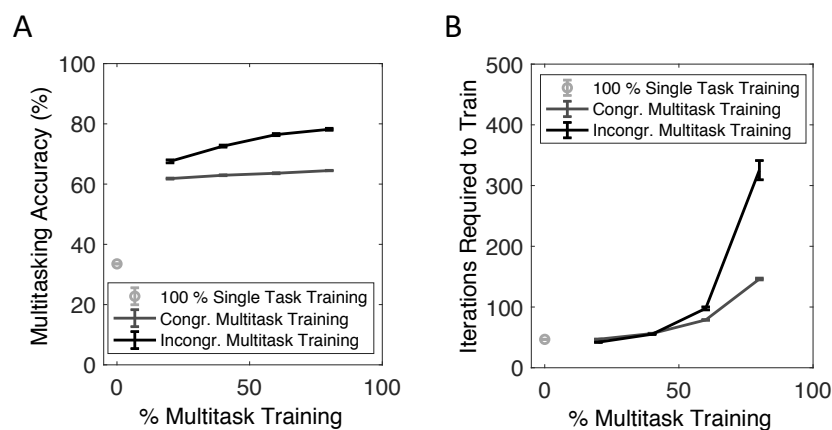 A
Multitasking Accuracy (%)
100
80
60
40
20
0
100 % Single Task Training
Congr. Multitask Training
Incongr. Multitask Training
0
50
100
% Multitask Training
B
Iterations Required to Train
500
400
300
200
100
0
100 % Single Task Training
Congr. Multitask Training
Incongr. Multitask Training
0
50
100
% Multitask Training